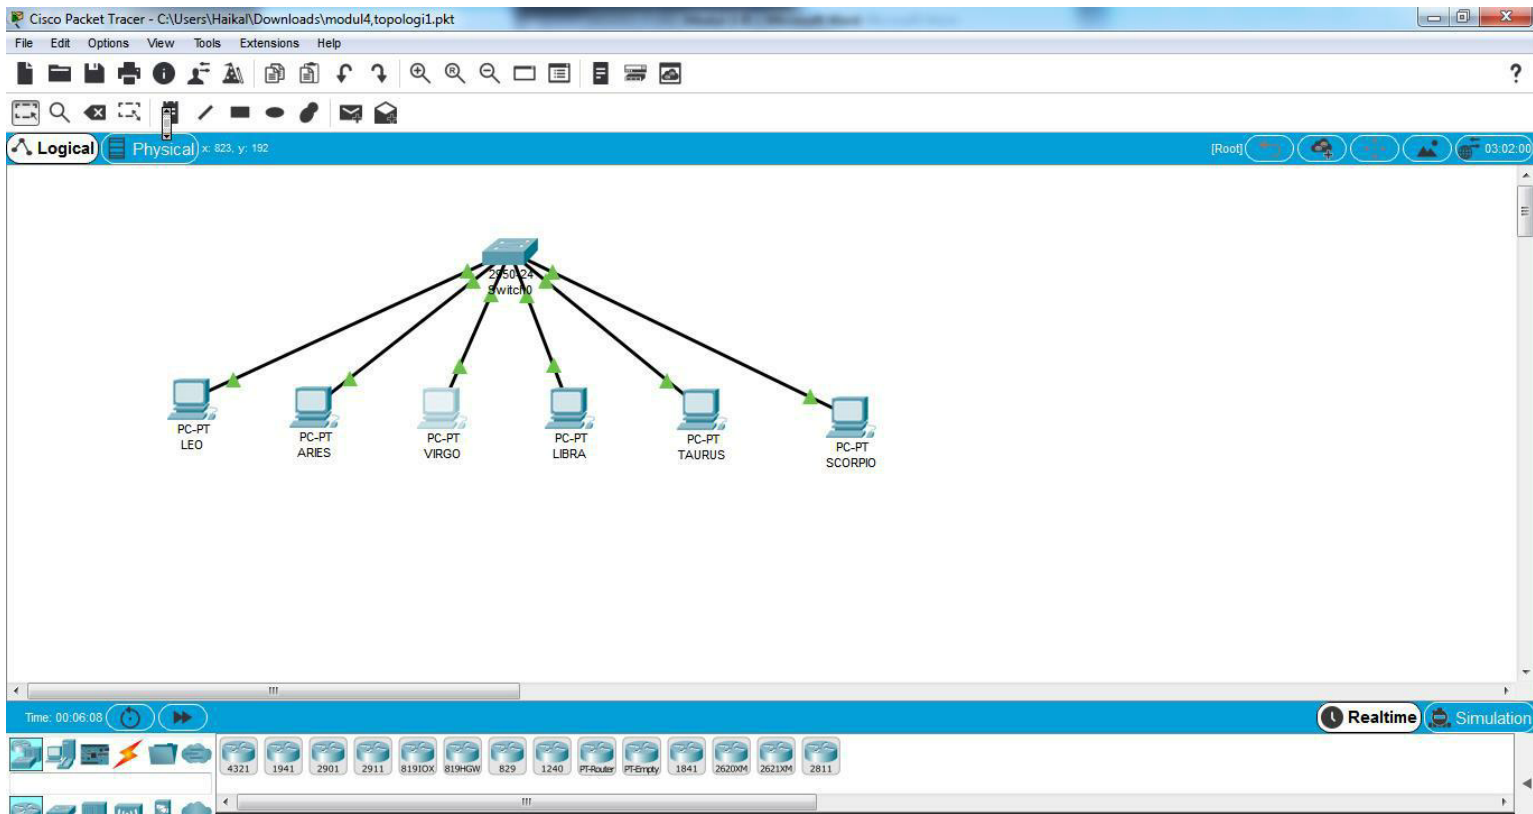 Cisco Packet Tracer - C:\Users\Haikal\Downloads\modul4,topologi1.pkt
File Edit Options View Tools Extensions Help
?
Logical Physical x: 823, y: 192 [Root] 03:02:00
2950-24
Switch0
PC-PT
LEO
PC-PT
ARIES
PC-PT
VIRGO
PC-PT
LIBRA
PC-PT
TAURUS
PC-PT
SCORPIO
Time: 00:06:08 Realtime Simulation
4321 1941 2901 2911 819IOX 819HGW 829 1240 PT-Router PT-Empty 1841 2620XM 2621XM 2811